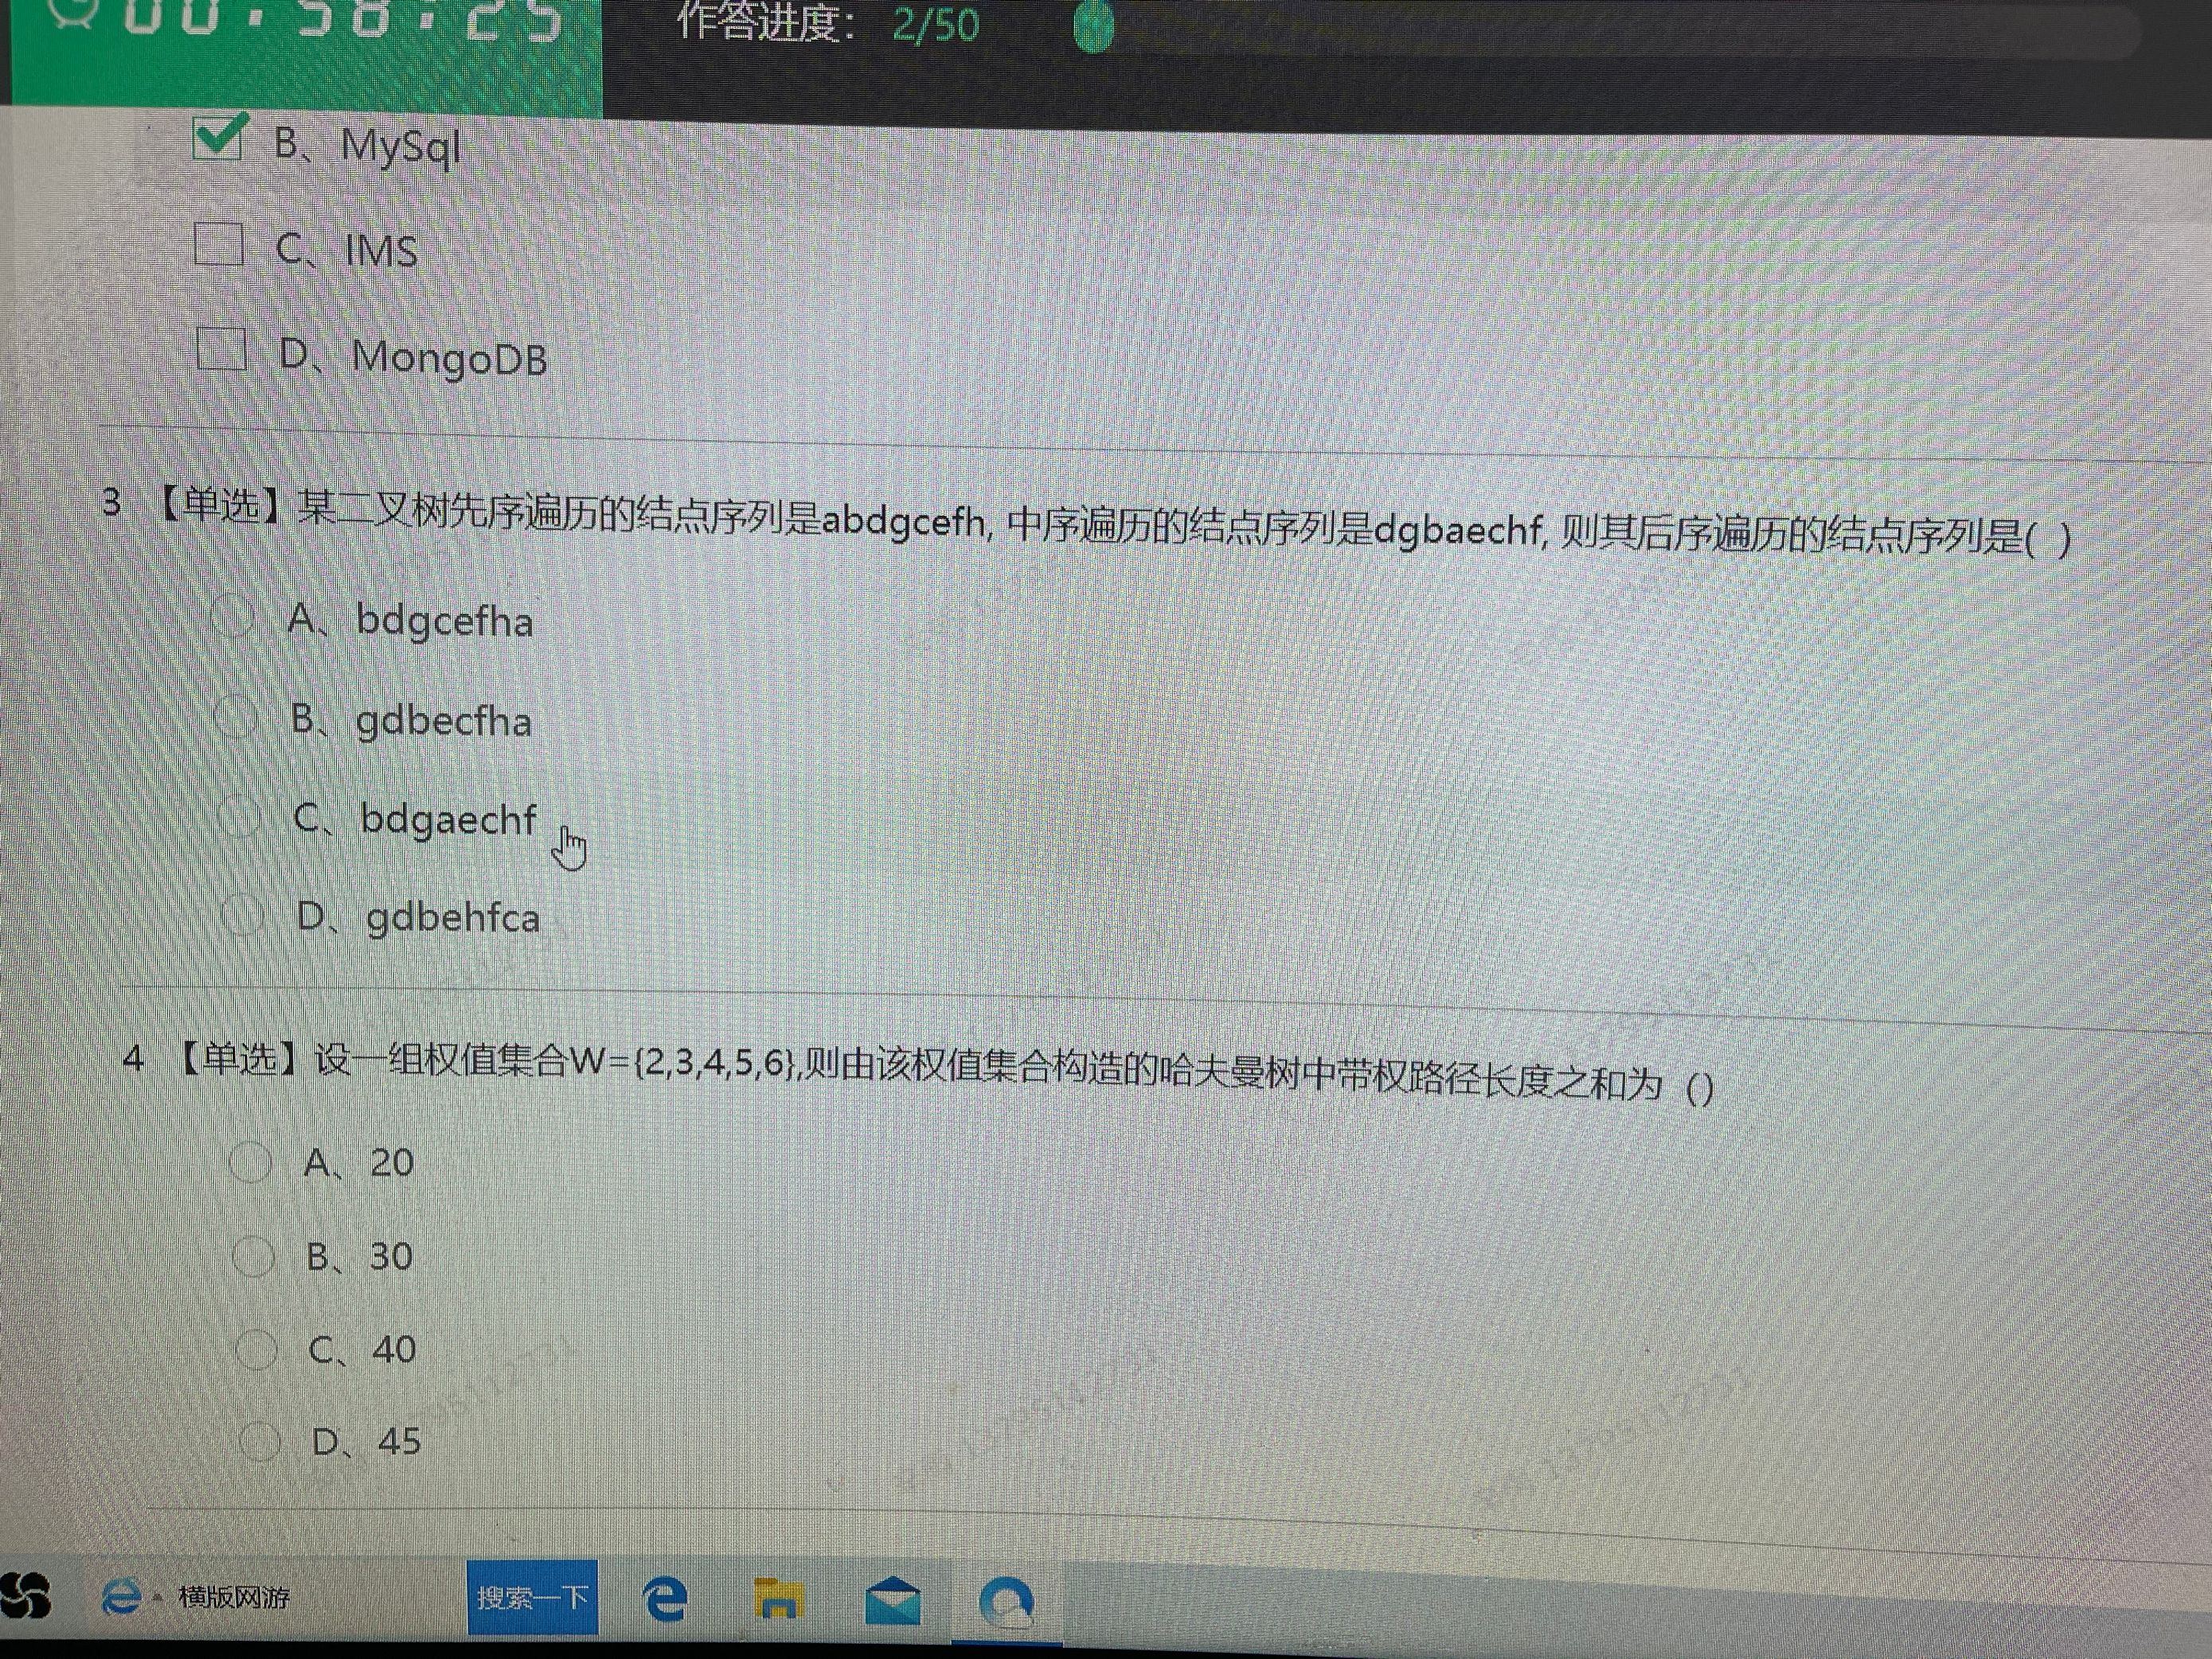 00:58:25
作答进度: 2/50
B、MySql
C、IMS
D、MongoDB
3 【单选】某二叉树先序遍历的结点序列是abdgcefh, 中序遍历的结点序列是dgbaechf, 则其后序遍历的结点序列是( )
A、bdgcefha
B、gdbecfha
C、bdgaechf
D、gdbehfca
4 【单选】设一组权值集合W={2,3,4,5,6},则由该权值集合构造的哈夫曼树中带权路径长度之和为 ()
A、20
B、30
C、40
D、45
横版网游
搜索一下